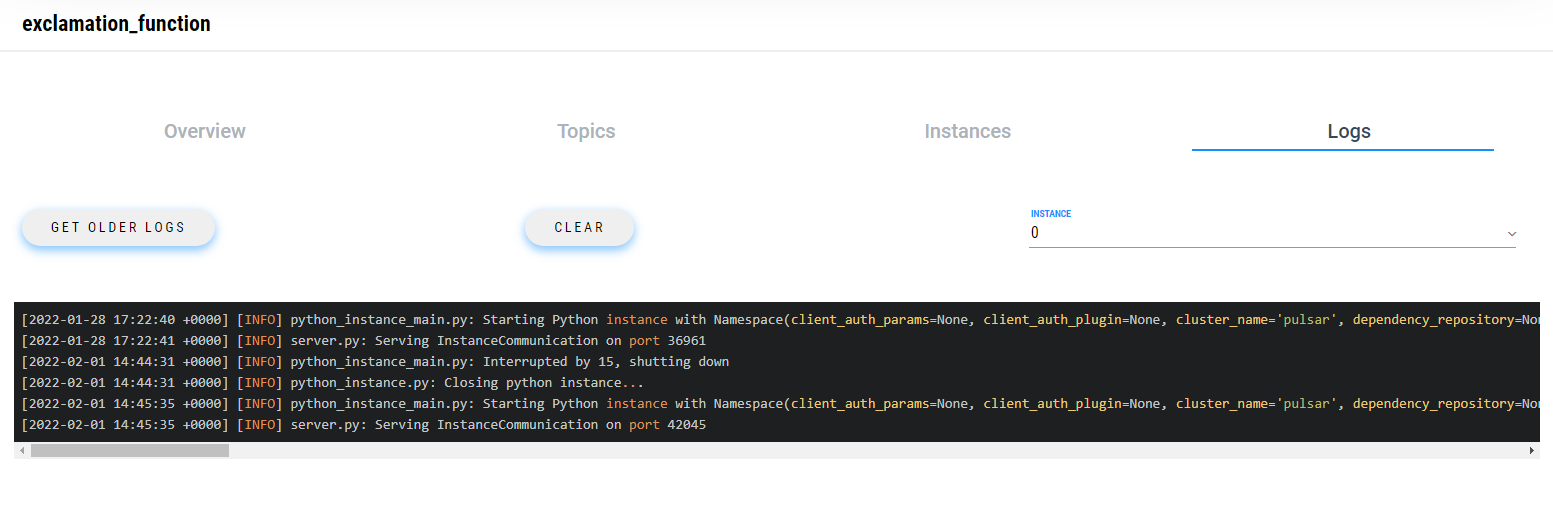 exclamation_function
Overview Topics Instances Logs
GET OLDER LOGS CLEAR INSTANCE
0
[2022-01-28 17:22:40 +0000] [INFO] python_instance_main.py: Starting Python instance with Namespace(client_auth_params=None, client_auth_plugin=None, cluster_name='pulsar', dependency_repository=Non
[2022-01-28 17:22:41 +0000] [INFO] server.py: Serving InstanceCommunication on port 36961
[2022-02-01 14:44:31 +0000] [INFO] python_instance_main.py: Interrupted by 15, shutting down
[2022-02-01 14:44:31 +0000] [INFO] python_instance.py: Closing python instance...
[2022-02-01 14:45:35 +0000] [INFO] python_instance_main.py: Starting Python instance with Namespace(client_auth_params=None, client_auth_plugin=None, cluster_name='pulsar', dependency_repository=Non
[2022-02-01 14:45:35 +0000] [INFO] server.py: Serving InstanceCommunication on port 42045